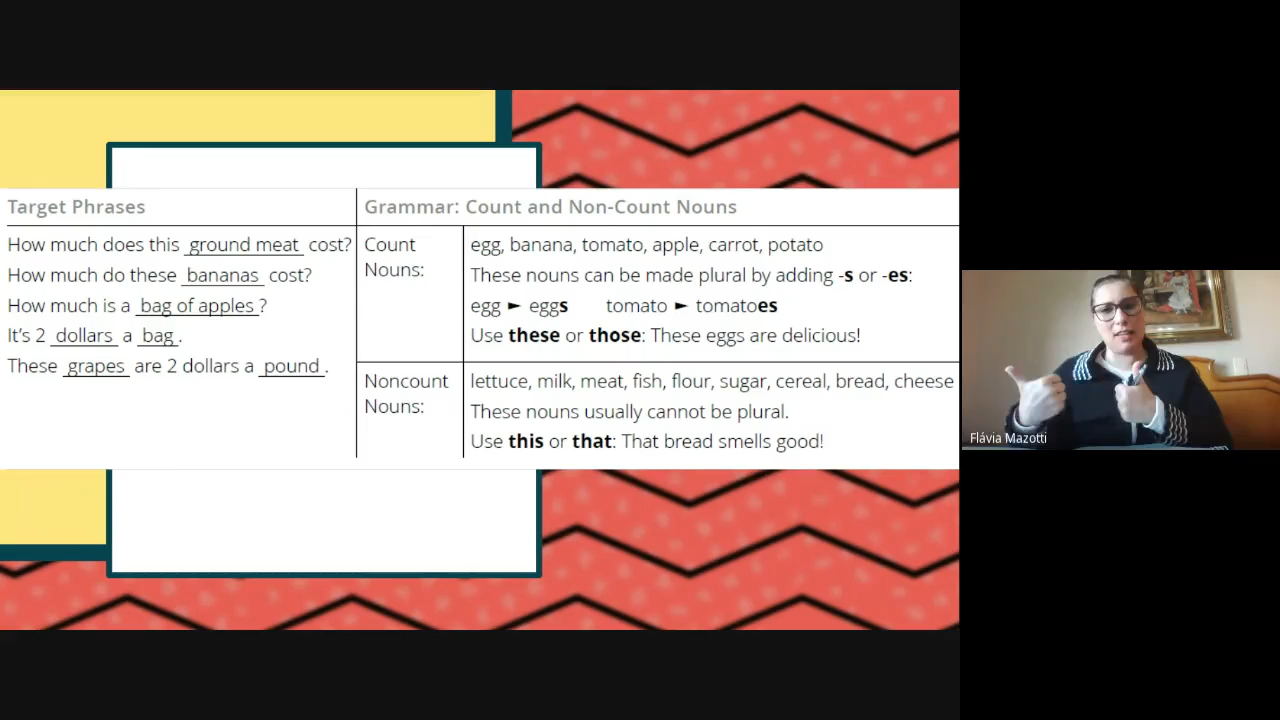 Target Phrases
How much does this ground meat cost?
How much do these bananas cost?
How much is a bag of apples ?
It's 2 dollars a bag .
These grapes are 2 dollars a pound .
Grammar: Count and Non-Count Nouns
Count
Nouns:
egg, banana, tomato, apple, carrot, potato
These nouns can be made plural by adding -s or -es:
egg ► eggs tomato ► tomatoes
Use these or those: These eggs are delicious!
Noncount
Nouns:
lettuce, milk, meat, fish, flour, sugar, cereal, bread, cheese
These nouns usually cannot be plural.
Use this or that: That bread smells good!
Flávia Mazotti